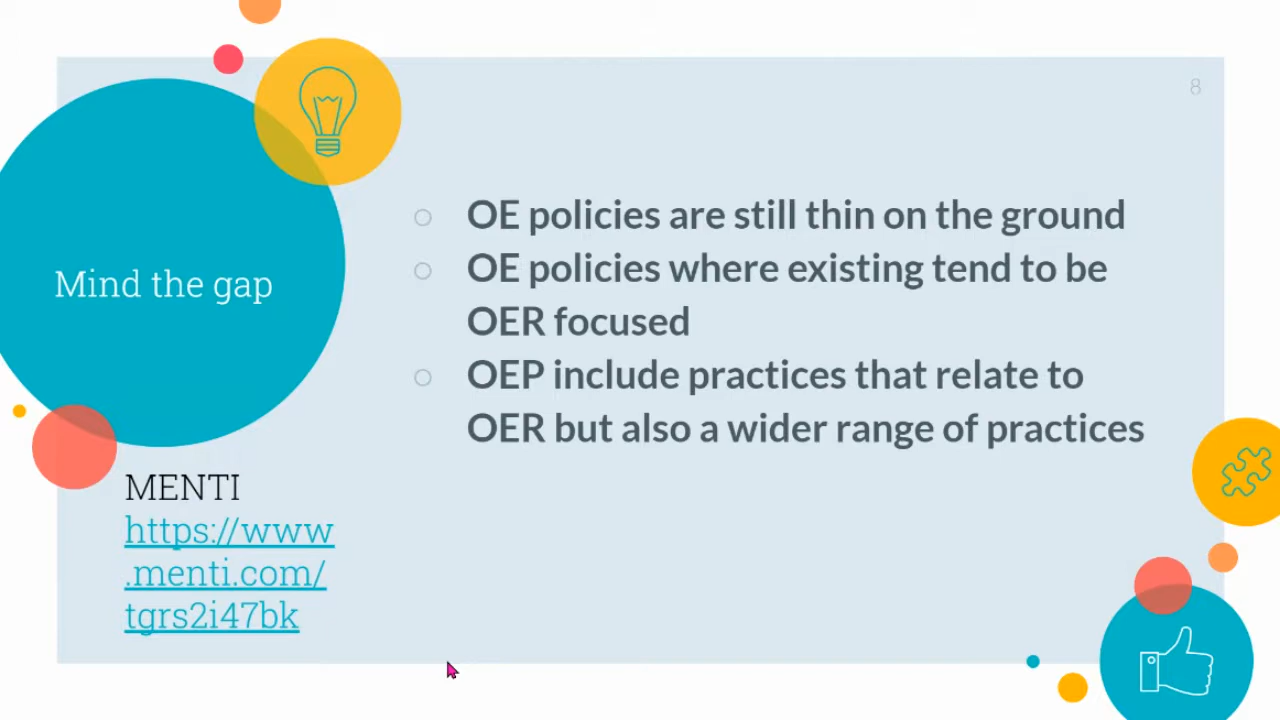 8
Mind the gap
OE policies are still thin on the ground
OE policies where existing tend to be
OER focused
OEP include practices that relate to
OER but also a wider range of practices
MENTI
https://www
.menti.com/
tgrs2i47bk